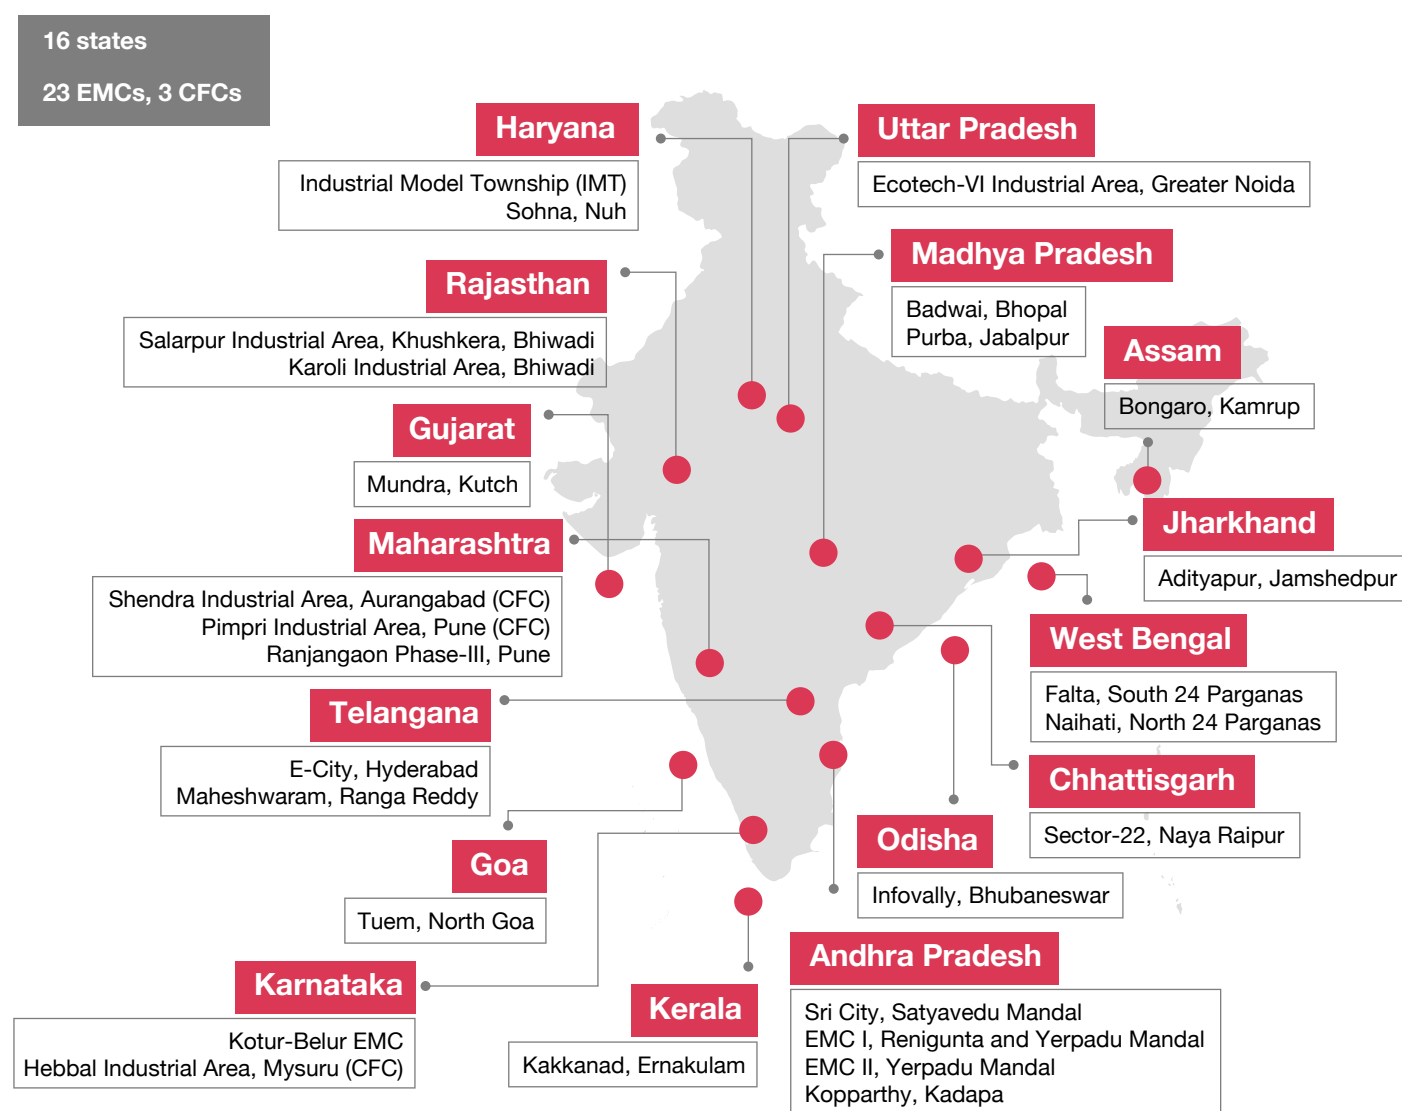 16 states
23 EMCs, 3 CFCs
Haryana
Industrial Model Township (IMT)
Sohna, Nuh
Uttar Pradesh
Ecotech-VI Industrial Area, Greater Noida
Madhya Pradesh
Badwai, Bhopal
Purba, Jabalpur
Rajasthan
Salarpur Industrial Area, Khushkera, Bhiwadi
Karoli Industrial Area, Bhiwadi
Assam
Bongaro, Kamrup
Gujarat
Mundra, Kutch
Jharkhand
Adityapur, Jamshedpur
Maharashtra
Shendra Industrial Area, Aurangabad (CFC)
Pimpri Industrial Area, Pune (CFC)
Ranjangaon Phase-III, Pune
West Bengal
Falta, South 24 Parganas
Naihati, North 24 Parganas
Telangana
E-City, Hyderabad
Maheshwaram, Ranga Reddy
Chhattisgarh
Sector-22, Naya Raipur
Odisha
Infovally, Bhubaneswar
Goa
Tuem, North Goa
Andhra Pradesh
Sri City, Satyavedu Mandal
EMC I, Renigunta and Yerpadu Mandal
EMC II, Yerpadu Mandal
Kopparthy, Kadapa
Karnataka
Kotur-Belur EMC
Hebbal Industrial Area, Mysuru (CFC)
Kerala
Kakkanad, Ernakulam